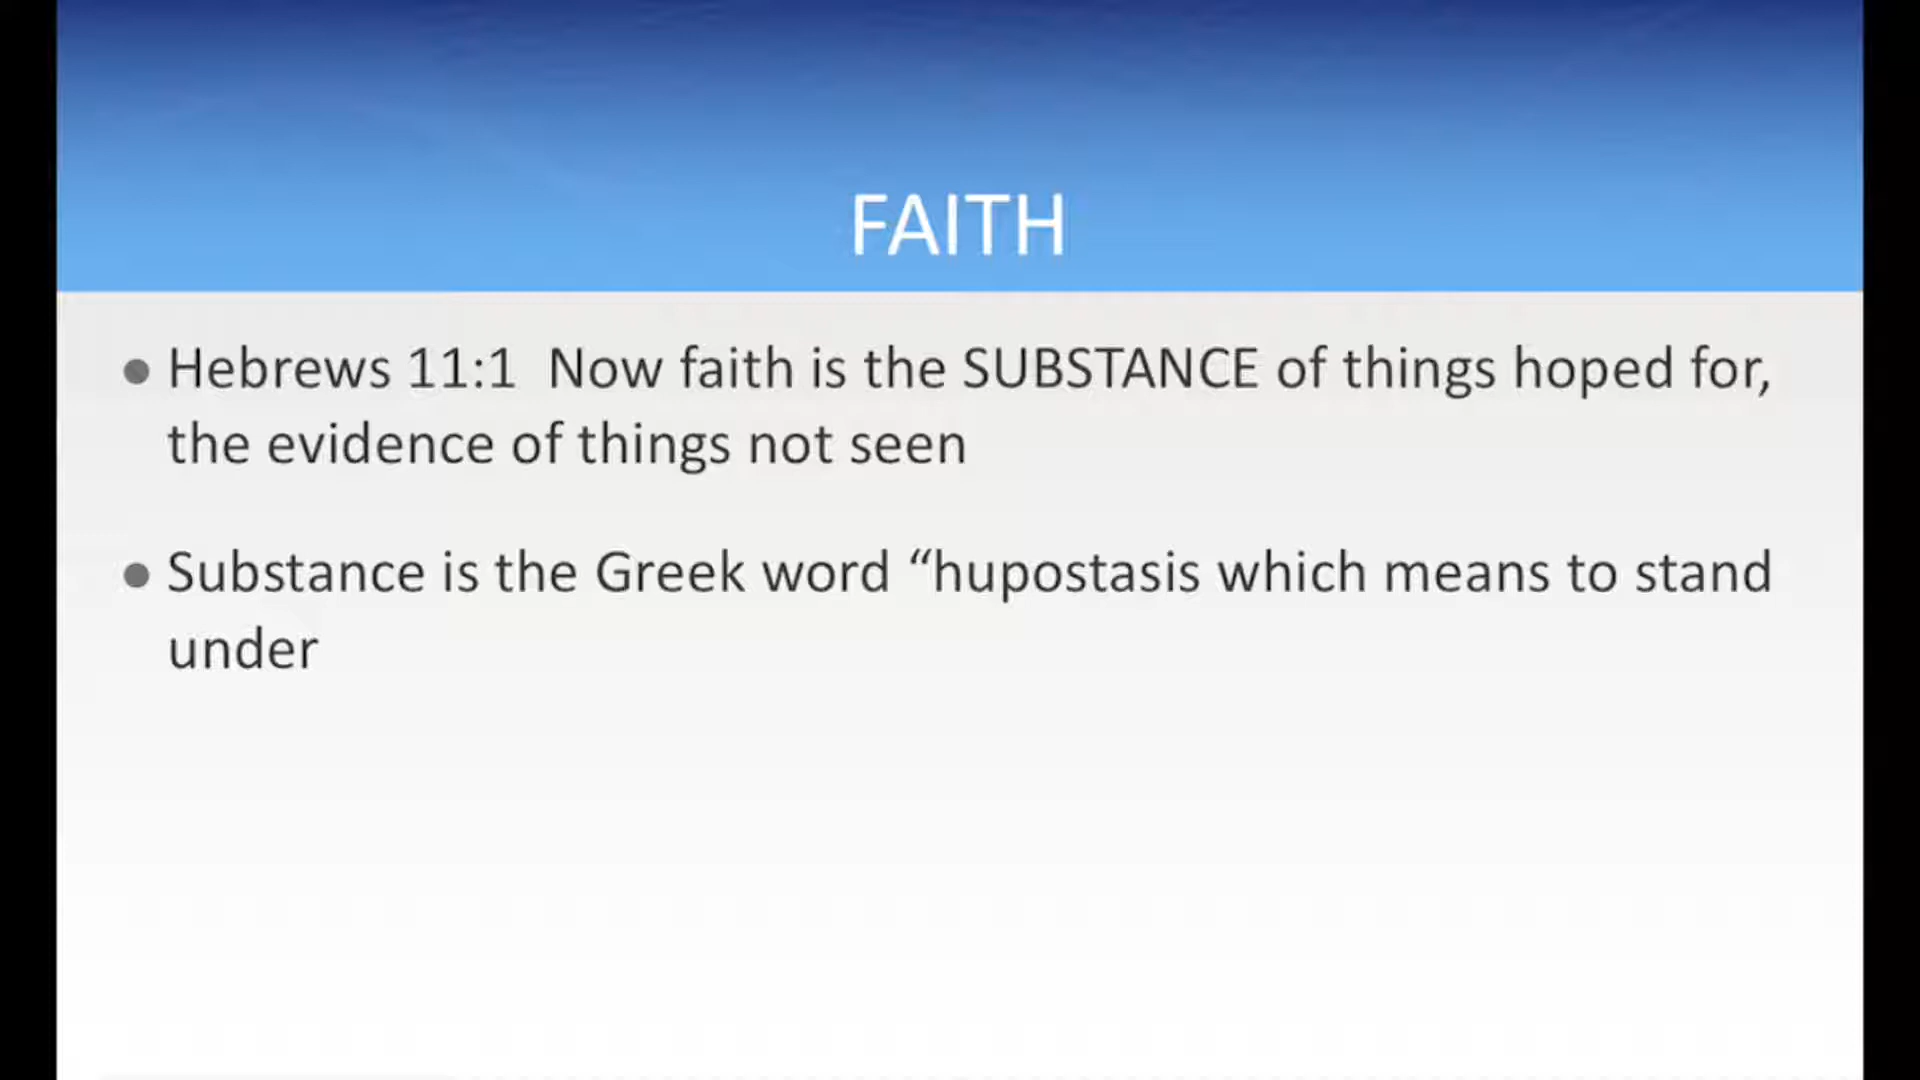 FAITH
● Hebrews 11:1  Now faith is the SUBSTANCE of things hoped for,
the evidence of things not seen
● Substance is the Greek word “hupostasis which means to stand
under